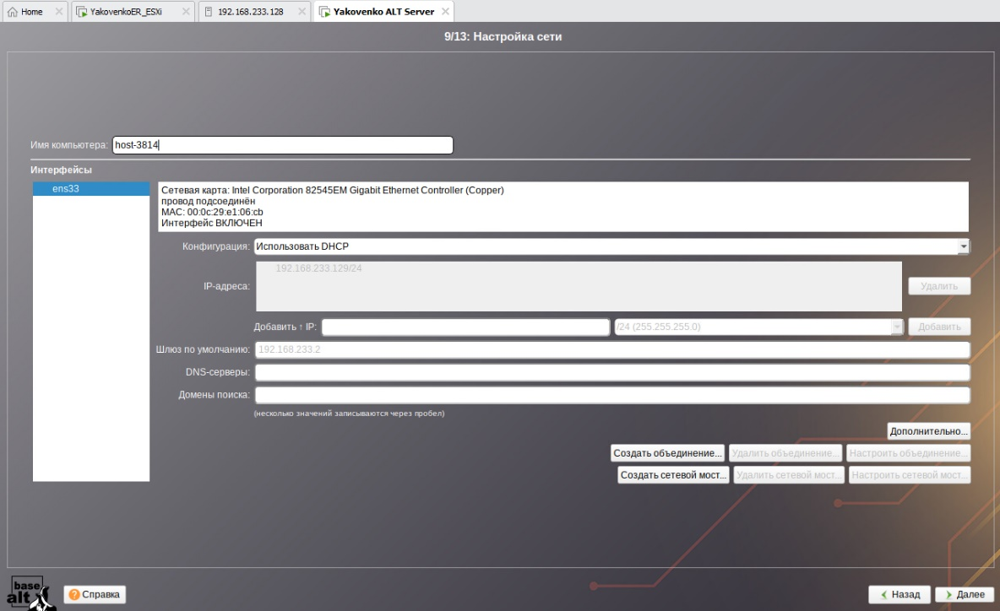 Home
YakovenkoER_ESXi
192.168.233.128
Yakovenko ALT Server
9/13: Настройка сети
Имя компьютера: host-3814
Интерфейсы
ens33
Сетевая карта: Intel Corporation 82545EM Gigabit Ethernet Controller (Copper)
провод подсоединён
MAC: 00:0c:29:e1:06:cb
Интерфейс ВКЛЮЧЕН
Конфигурация: Использовать DHCP
192.168.233.129/24
IP-адреса:
Удалить
Добавить ↑ IP: /24 (255.255.255.0) Добавить
Шлюз по умолчанию: 192.168.233.2
DNS-серверы:
Домены поиска:
(несколько значений записываются через пробел)
Дополнительно...
Создать объединение... Удалить объединение... Настроить объединение...
Создать сетевой мост... Удалить сетевой мост... Настроить сетевой мост...
base
alt
Справка
Назад
Далее